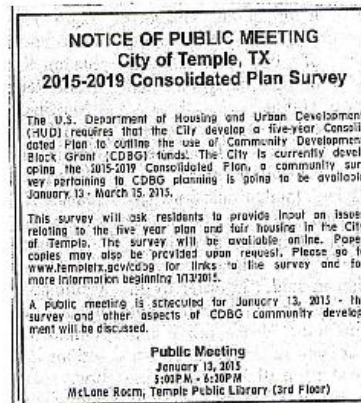 NOTICE OF PUBLIC MEETING
City of Temple, TX
2015-2019 Consolidated Plan Survey
The U.S. Department of Housing and Urban Development
(HUD) requires that the City develop a five-year Consoli-
dated Plan to outline the use of Community Development
Block Grant (CDBG) funds. The City is currently devel-
oping the 2015-2019 Consolidated Plan, a community sur-
vey pertaining to CDBG planning is going to be available
January 13 - March 15, 2015.
This survey will ask residents to provide input on issues
relating to the five year plan and fair housing in the City
of Temple. The survey will be available online. Paper
copies may also be provided upon request. Please go to
www.templetx.gov/cdbg for links to the survey and for
more information beginning 1/13/2015.
A public meeting is scheduled for January 13, 2015 - the
survey and other aspects of CDBG community develop-
ment will be discussed.
Public Meeting
January 13, 2015
5:00PM - 6:30PM
McLane Room, Temple Public Library (3rd Floor)